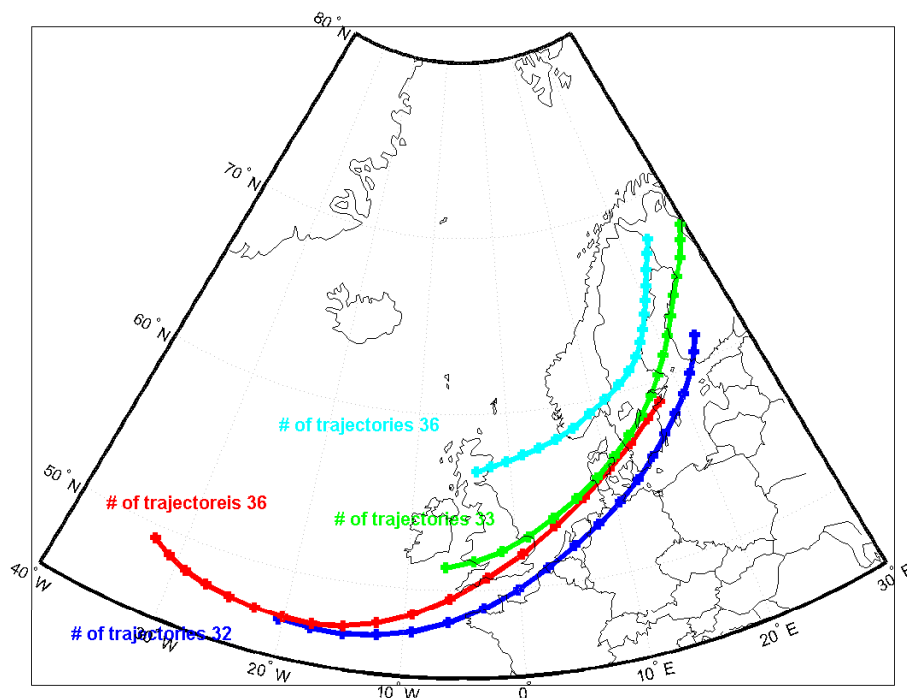 80°N
70°N
60°N
# of trajectories 36
50°N
# of trajectoreis 36
# of trajectories 33
40°W
30°E
# of trajectories 32
30°W
20°W
20°E
10°W
0°
10°E